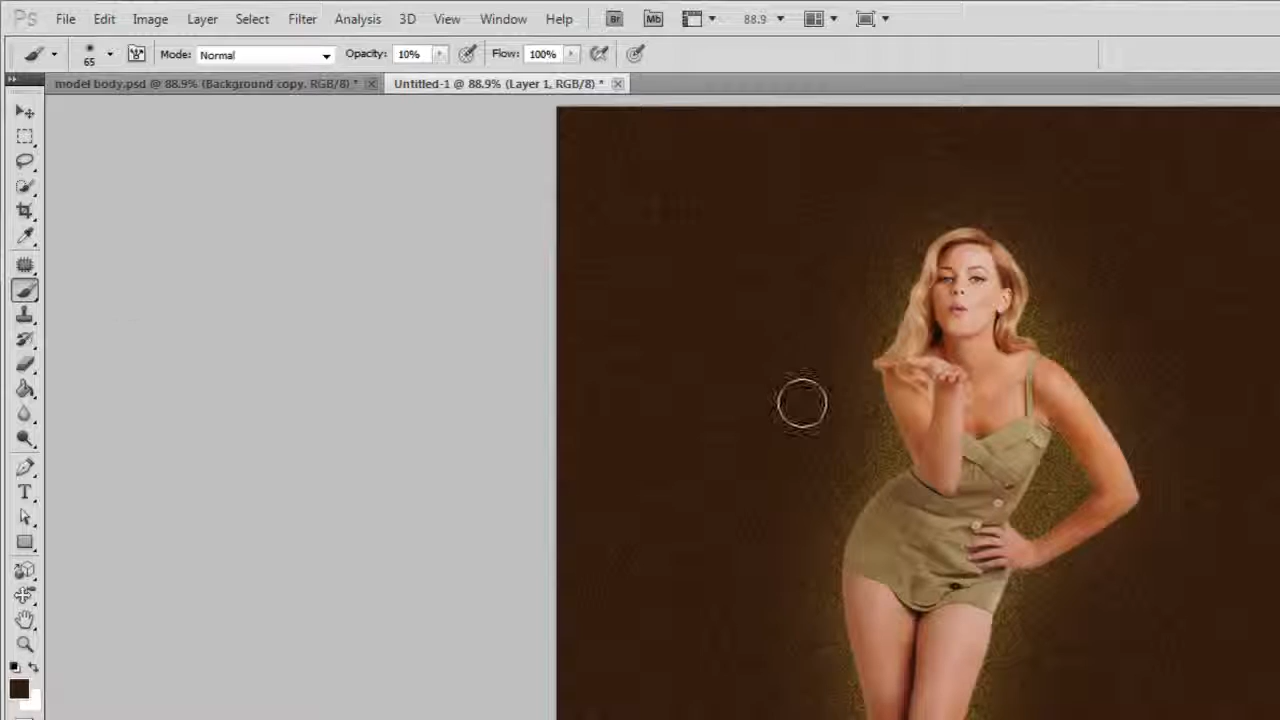 Ps File Edit Image Layer Select Filter Analysis 3D View Window Help Br Mb 88.9
65 Mode: Normal Opacity: 10% Flow: 100%
model body.psd @ 88.9% (Background copy, RGB/8) * Untitled-1 @ 88.9% (Layer 1, RGB/8) *
T